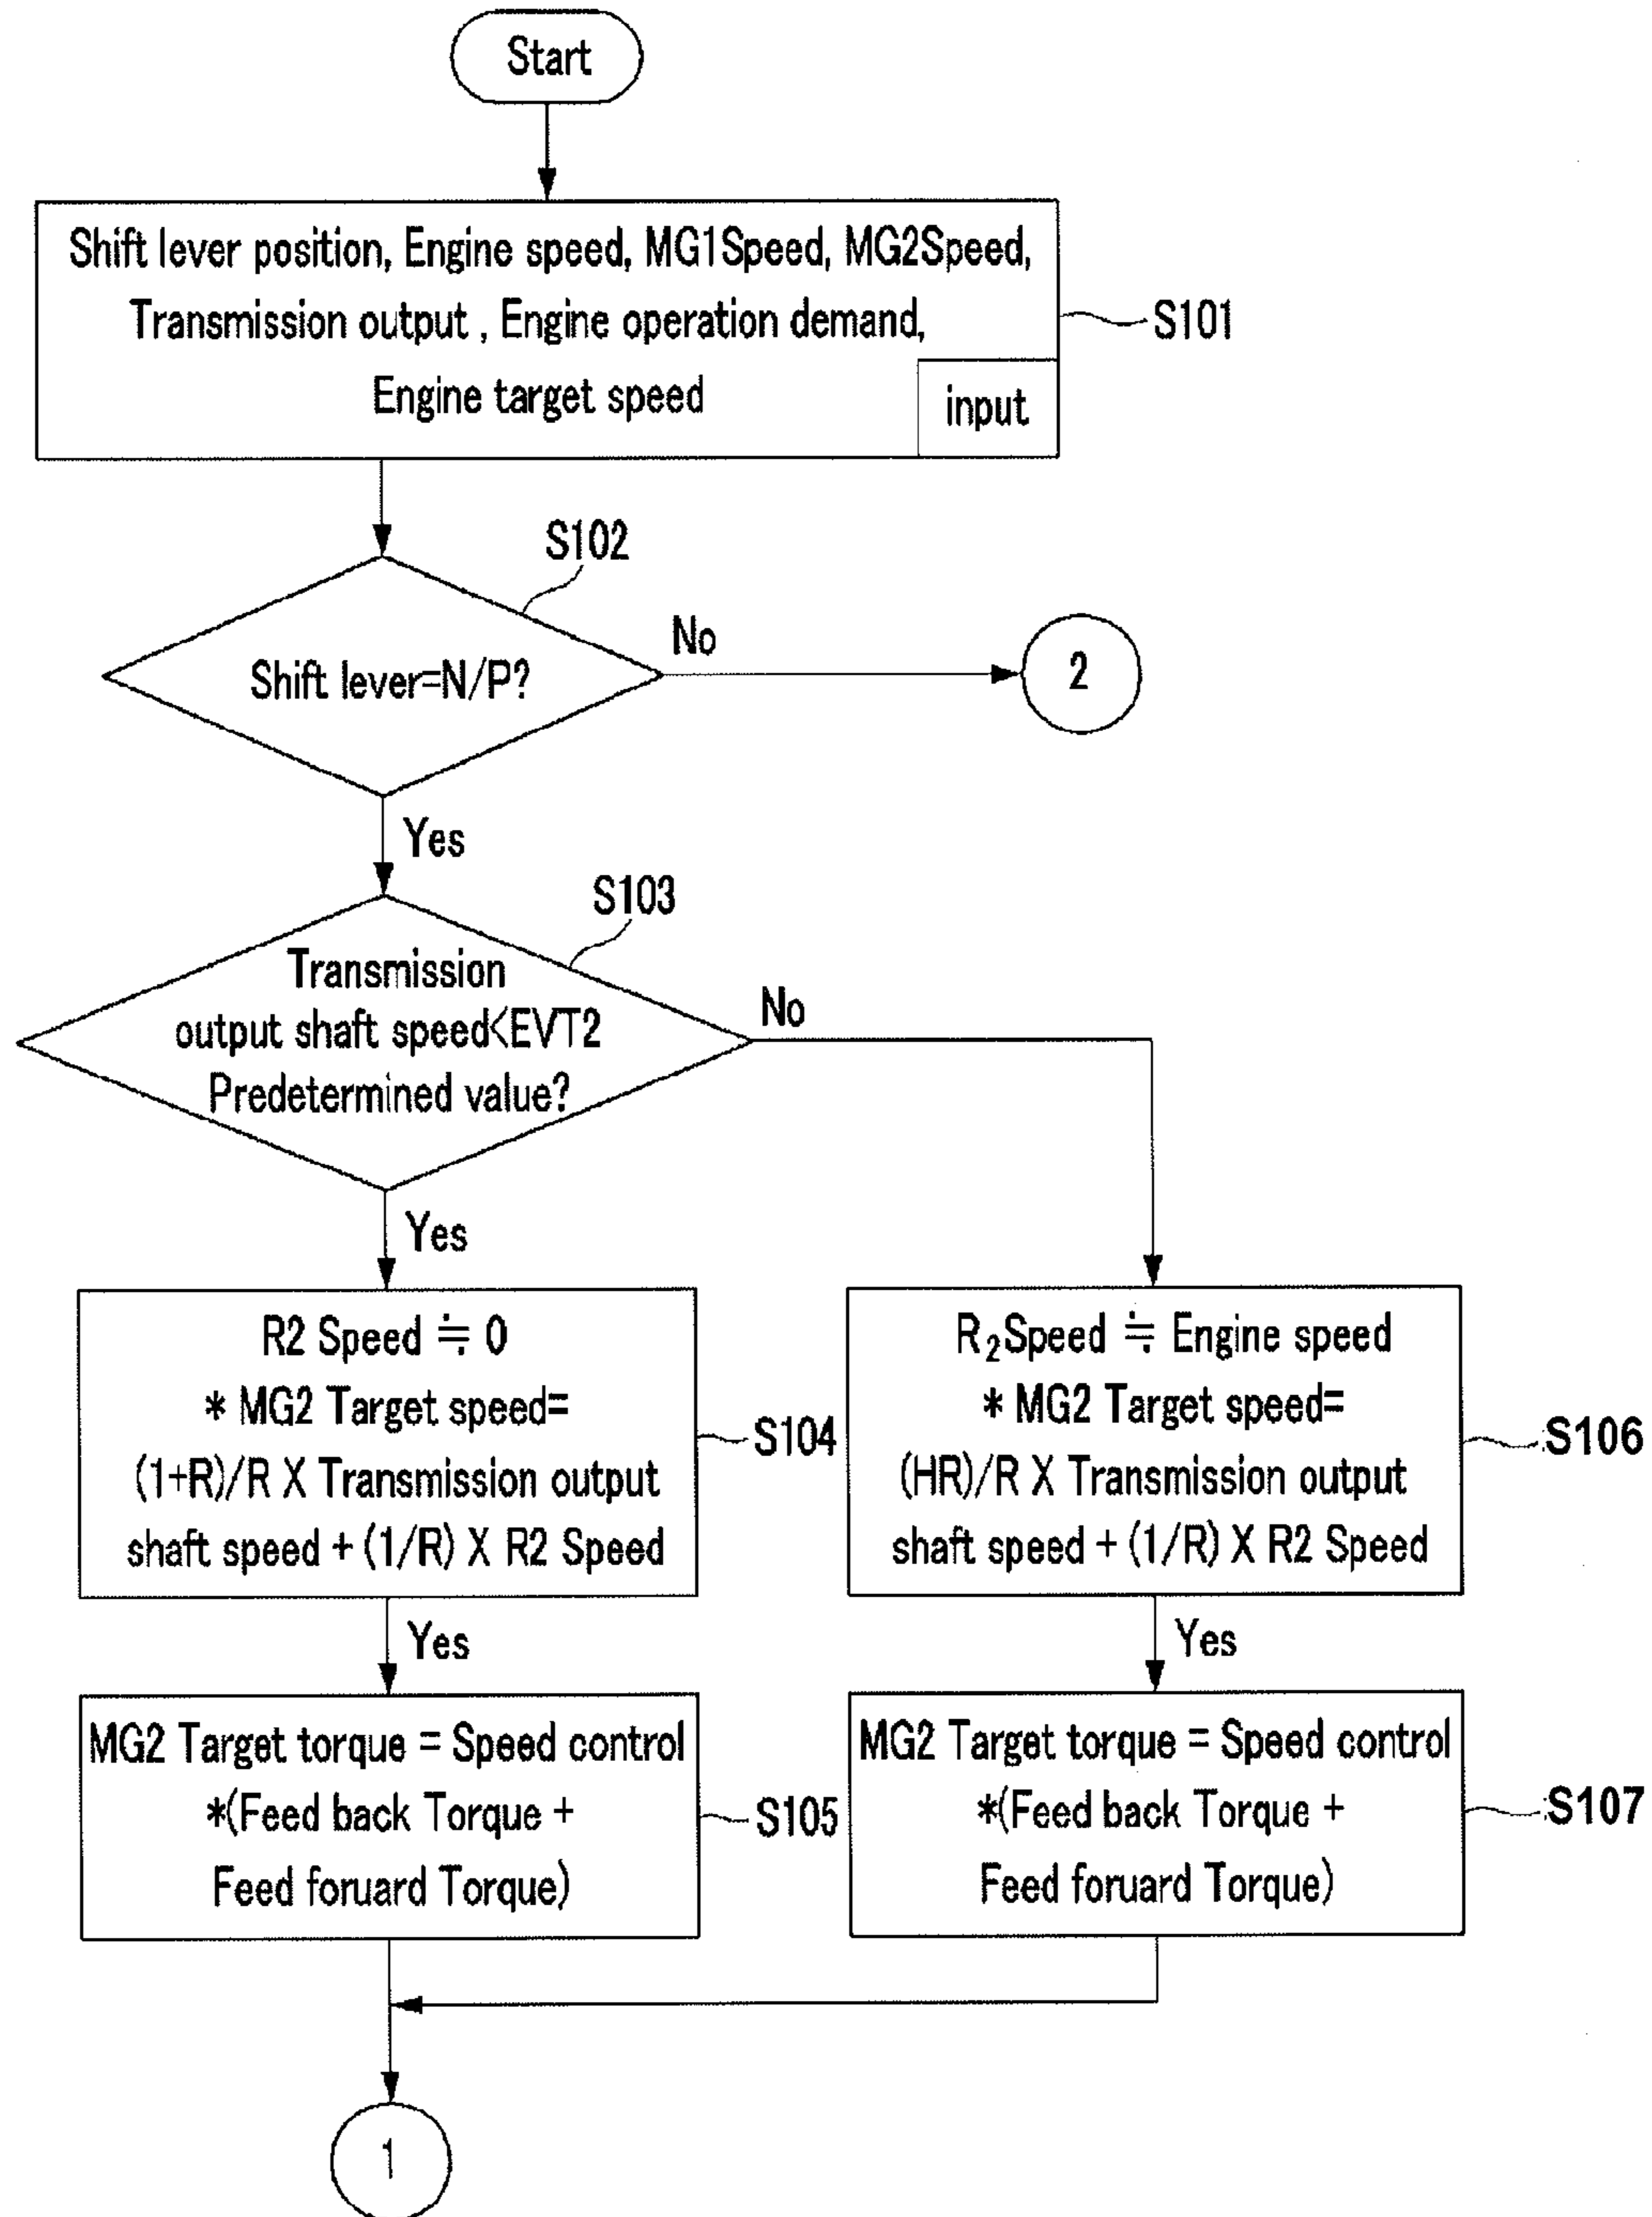 Start
Shift lever position, Engine speed, MG1Speed, MG2Speed,
Transmission output , Engine operation demand,
Engine target speed
input
S101
S102
Shift lever=N/P?
No
2
Yes
S103
Transmission
output shaft speed<EVT2
Predetermined value?
No
Yes
R2 Speed ≒ 0
* MG2 Target speed=
(1+R)/R X Transmission output
shaft speed + (1/R) X R2 Speed
S104
R₂Speed ≒ Engine speed
* MG2 Target speed=
(HR)/R X Transmission output
shaft speed + (1/R) X R2 Speed
S106
Yes
Yes
MG2 Target torque = Speed control
*(Feed back Torque +
Feed foruard Torque)
S105
MG2 Target torque = Speed control
*(Feed back Torque +
Feed foruard Torque)
S107
1